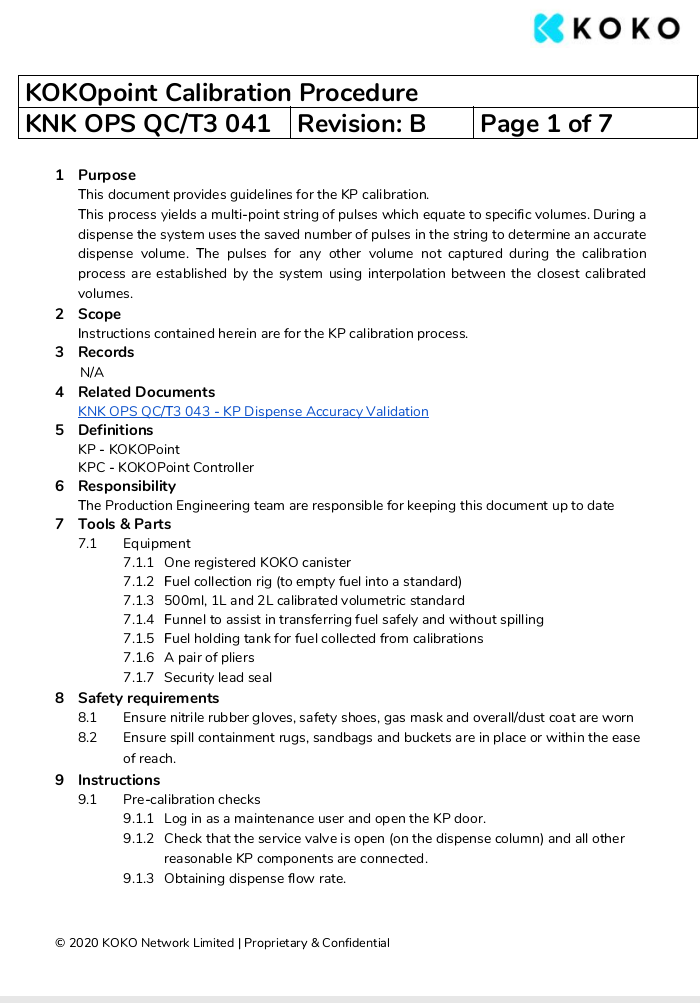 KOKO
KOKOpoint Calibration Procedure
KNK OPS QC/T3 041 Revision: B Page 1 of 7
1 Purpose
This document provides guidelines for the KP calibration.
This process yields a multi-point string of pulses which equate to specific volumes. During a
dispense the system uses the saved number of pulses in the string to determine an accurate
dispense volume. The pulses for any other volume not captured during the calibration
process are established by the system using interpolation between the closest calibrated
volumes.
2 Scope
Instructions contained herein are for the KP calibration process.
3 Records
N/A
4 Related Documents
KNK OPS QC/T3 043 - KP Dispense Accuracy Validation
5 Definitions
KP - KOKOPoint
KPC - KOKOPoint Controller
6 Responsibility
The Production Engineering team are responsible for keeping this document up to date
7 Tools & Parts
7.1 Equipment
7.1.1 One registered KOKO canister
7.1.2 Fuel collection rig (to empty fuel into a standard)
7.1.3 500ml, 1L and 2L calibrated volumetric standard
7.1.4 Funnel to assist in transferring fuel safely and without spilling
7.1.5 Fuel holding tank for fuel collected from calibrations
7.1.6 A pair of pliers
7.1.7 Security lead seal
8 Safety requirements
8.1 Ensure nitrile rubber gloves, safety shoes, gas mask and overall/dust coat are worn
8.2 Ensure spill containment rugs, sandbags and buckets are in place or within the ease
of reach.
9 Instructions
9.1 Pre-calibration checks
9.1.1 Log in as a maintenance user and open the KP door.
9.1.2 Check that the service valve is open (on the dispense column) and all other
reasonable KP components are connected.
9.1.3 Obtaining dispense flow rate.
© 2020 KOKO Network Limited | Proprietary & Confidential